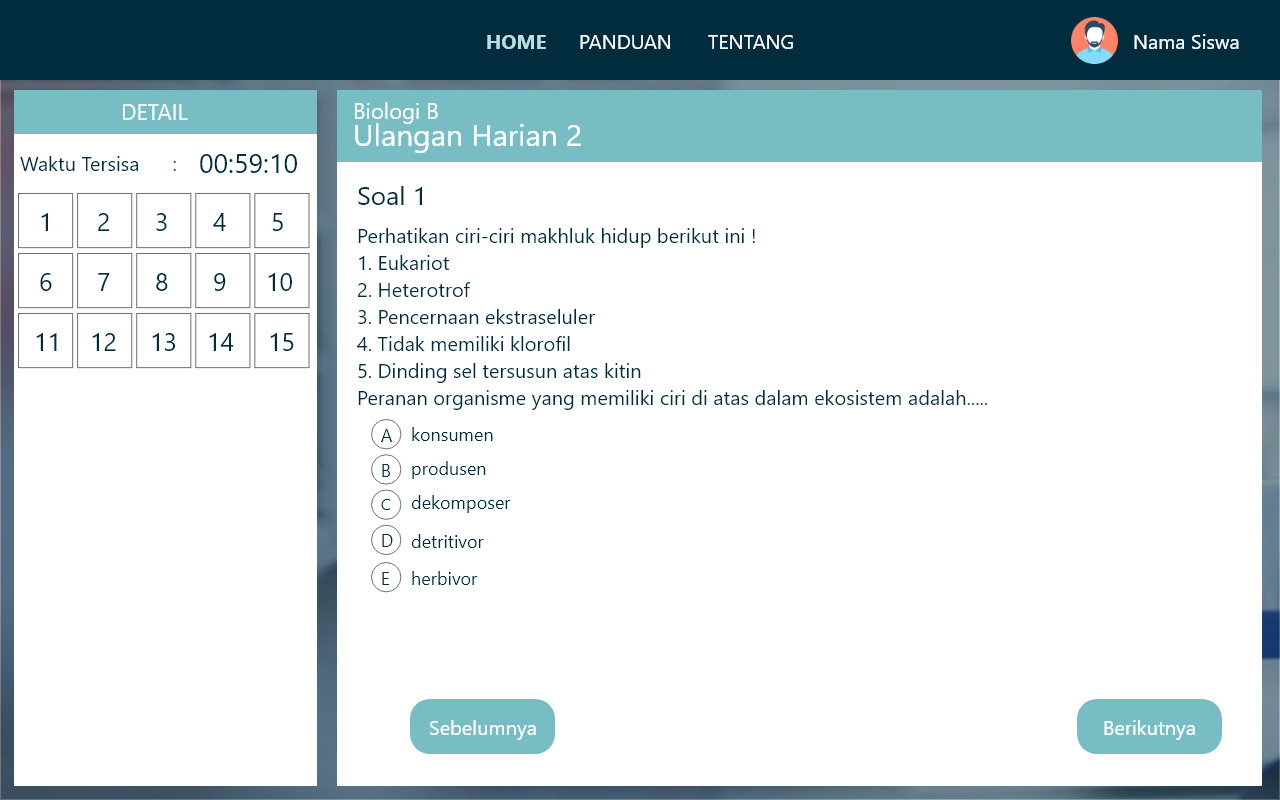 HOME PANDUAN TENTANG Nama Siswa
DETAIL
Waktu Tersisa : 00:59:10
1 2 3 4 5
6 7 8 9 10
11 12 13 14 15
Biologi B
Ulangan Harian 2
Soal 1
Perhatikan ciri-ciri makhluk hidup berikut ini !
1. Eukariot
2. Heterotrof
3. Pencernaan ekstraseluler
4. Tidak memiliki klorofil
5. Dinding sel tersusun atas kitin
Peranan organisme yang memiliki ciri di atas dalam ekosistem adalah.....
A konsumen
B produsen
C dekomposer
D detritivor
E herbivor
Sebelumnya Berikutnya